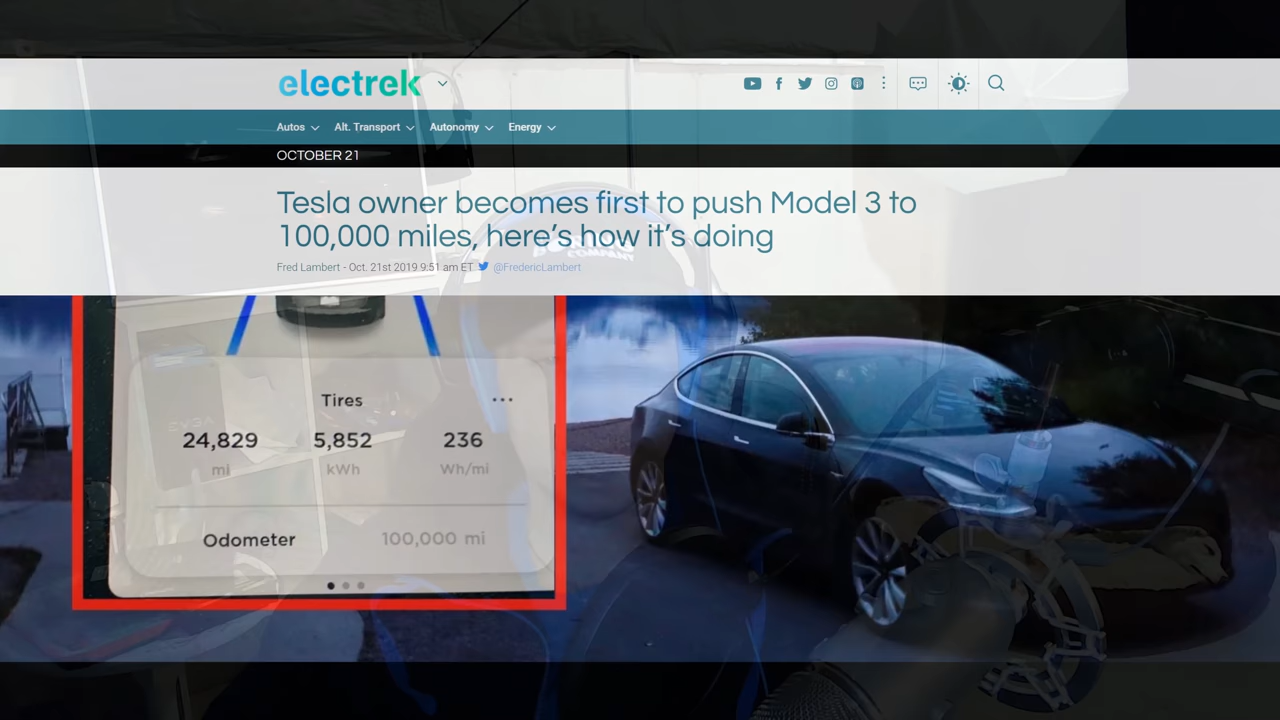 electrek
Autos Alt. Transport Autonomy Energy
OCTOBER 21
Tesla owner becomes first to push Model 3 to
100,000 miles, here's how it's doing
Fred Lambert - Oct. 21st 2019 9:51 am ET @FredericLambert
COMPANY
Tires ...
24,829 5,852 236
mi kWh Wh/mi
EVGA
Odometer 100,000 mi